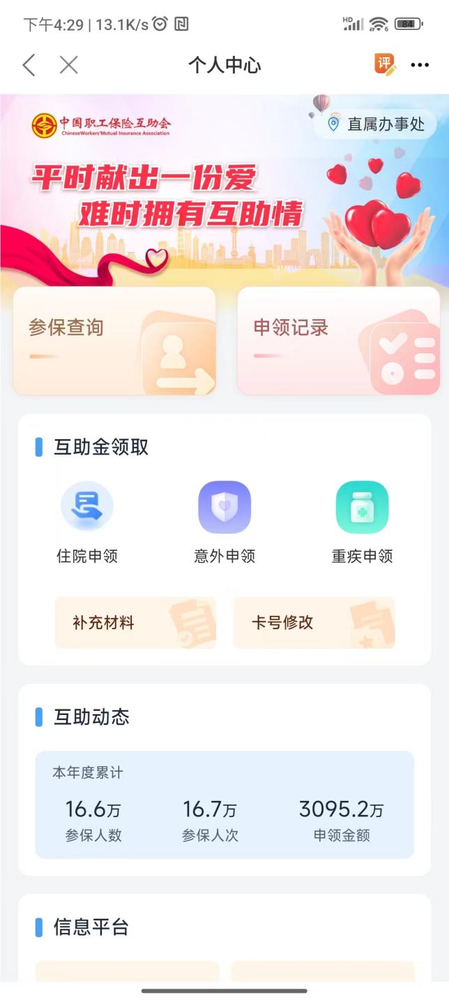 下午4:29 | 13.1K/s
HD
6
84
个人中心
评
中国职工保险互助会
ChineseWorkers'Mutual Insurance Association
直属办事处
平时献出一份爱
难时拥有互助情
参保查询
申领记录
互助金领取
住院申领
意外申领
重疾申领
补充材料
卡号修改
互助动态
本年度累计
16.6万
16.7万
3095.2万
参保人数
参保人次
申领金额
信息平台